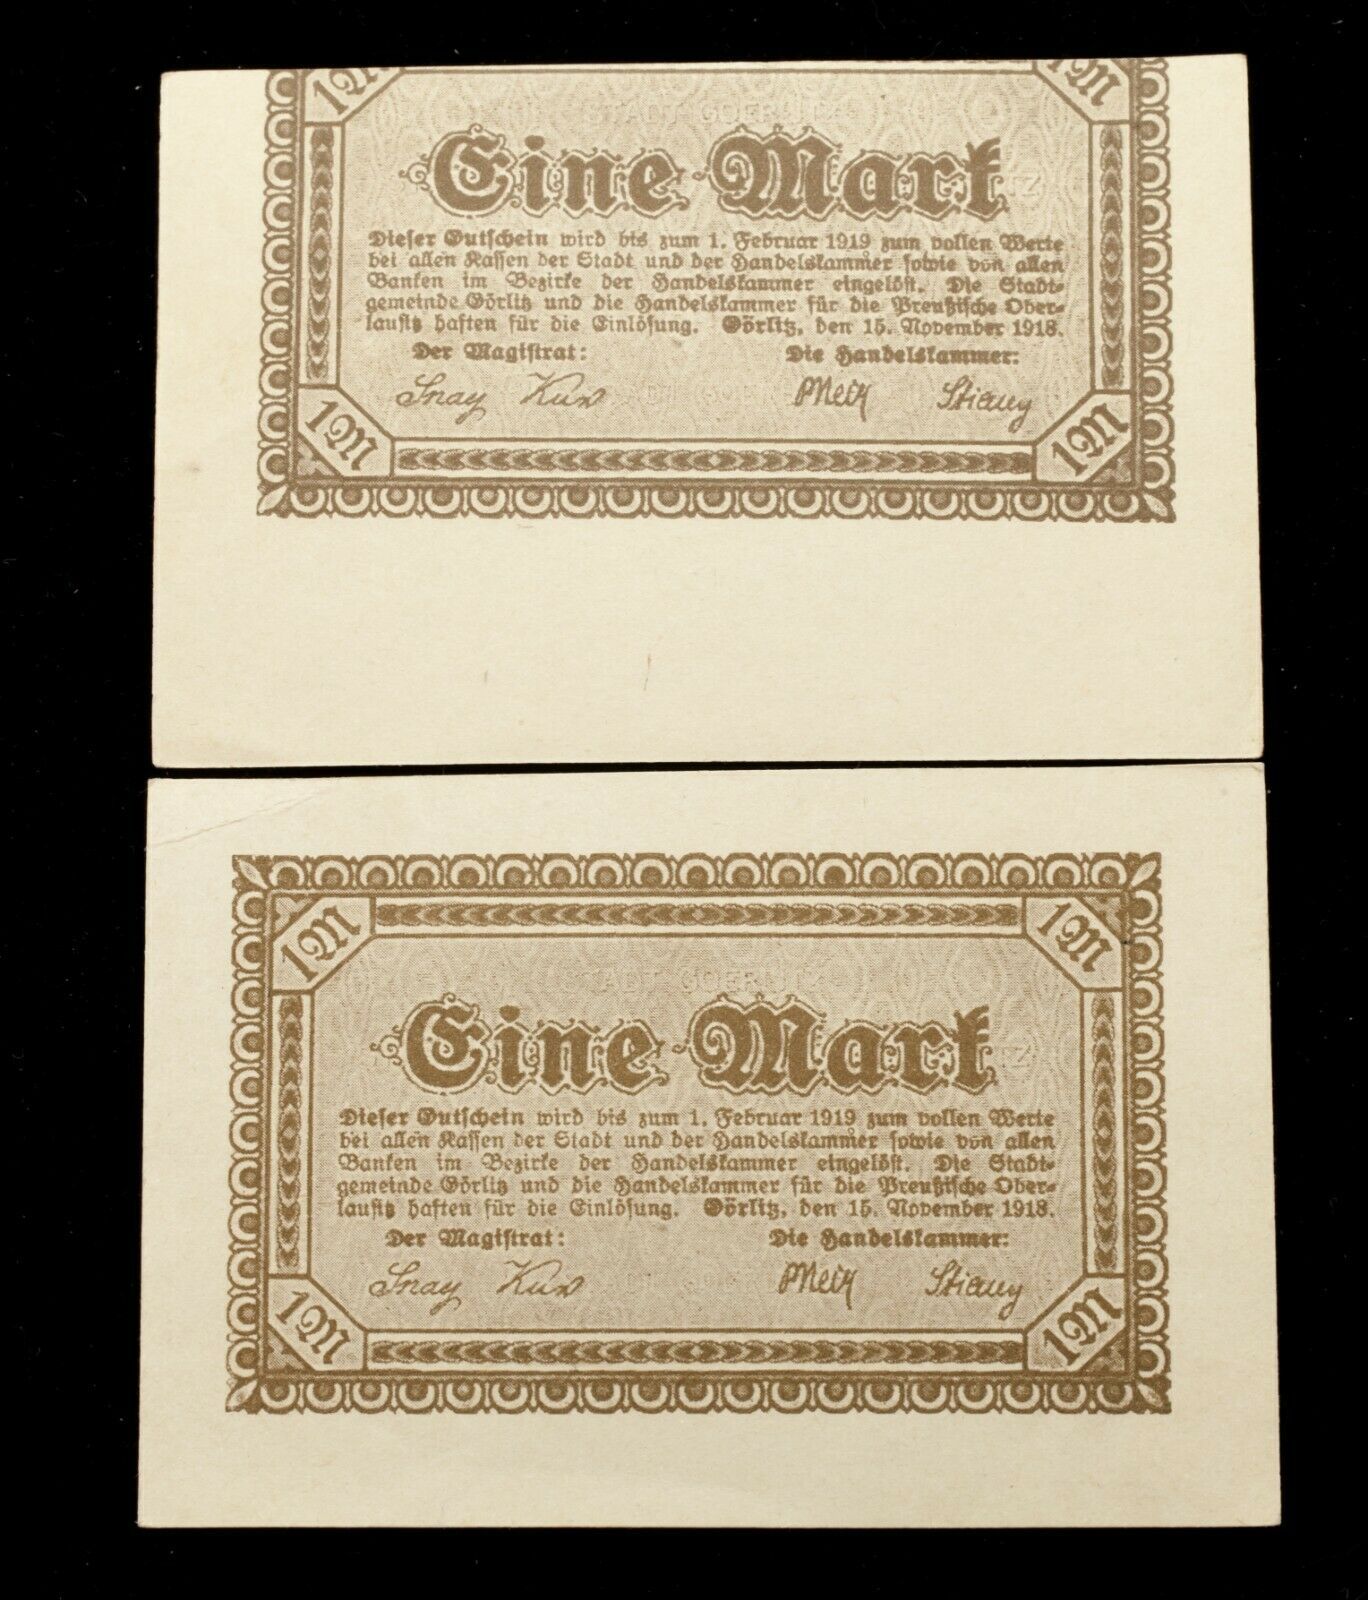 1M
1M
STADT GOERLITZ
Eine Mark
Dieser Gutschein wird bis zum 1. Februar 1919 zum vollen Werte
bei allen Kassen der Stadt und der Handelskammer sowie von allen
Banken im Bezirke der Handelskammer eingelöst. Die Stadt-
gemeinde Görlitz und die Handelskammer für die Preußische Ober-
lausitz haften für die Einlösung. Görlitz, den 15. November 1918.
Der Magistrat: Die Handelskammer:
Snay
1M
1M
1M
1M
STADT GOERLITZ
Eine Mark
Dieser Gutschein wird bis zum 1. Februar 1919 zum vollen Werte
bei allen Kassen der Stadt und der Handelskammer sowie von allen
Banken im Bezirke der Handelskammer eingelöst. Die Stadt-
gemeinde Görlitz und die Handelskammer für die Preußische Ober-
lausitz haften für die Einlösung. Görlitz, den 15. November 1918.
Der Magistrat: Die Handelskammer:
Snay
1M
1M